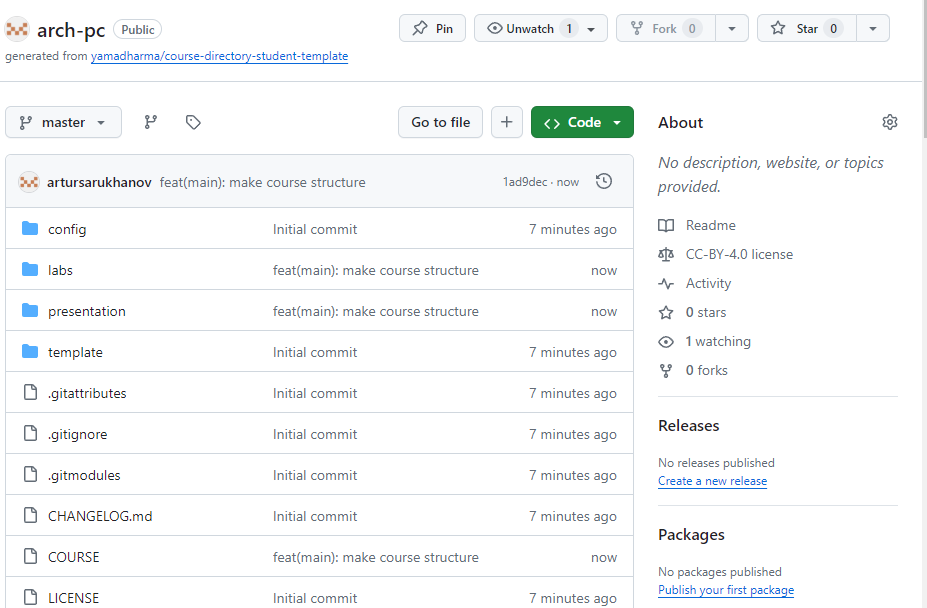 arch-pc Public Pin Unwatch 1 Fork 0 Star 0
generated from yamadharma/course-directory-student-template
master Go to file + <> Code
artursarukhanov feat(main): make course structure 1ad9dec · now
config Initial commit 7 minutes ago
labs feat(main): make course structure now
presentation feat(main): make course structure now
template Initial commit 7 minutes ago
.gitattributes Initial commit 7 minutes ago
.gitignore Initial commit 7 minutes ago
.gitmodules Initial commit 7 minutes ago
CHANGELOG.md Initial commit 7 minutes ago
COURSE feat(main): make course structure now
LICENSE Initial commit 7 minutes ago
About
No description, website, or topics
provided.
Readme
CC-BY-4.0 license
Activity
0 stars
1 watching
0 forks
Releases
No releases published
Create a new release
Packages
No packages published
Publish your first package